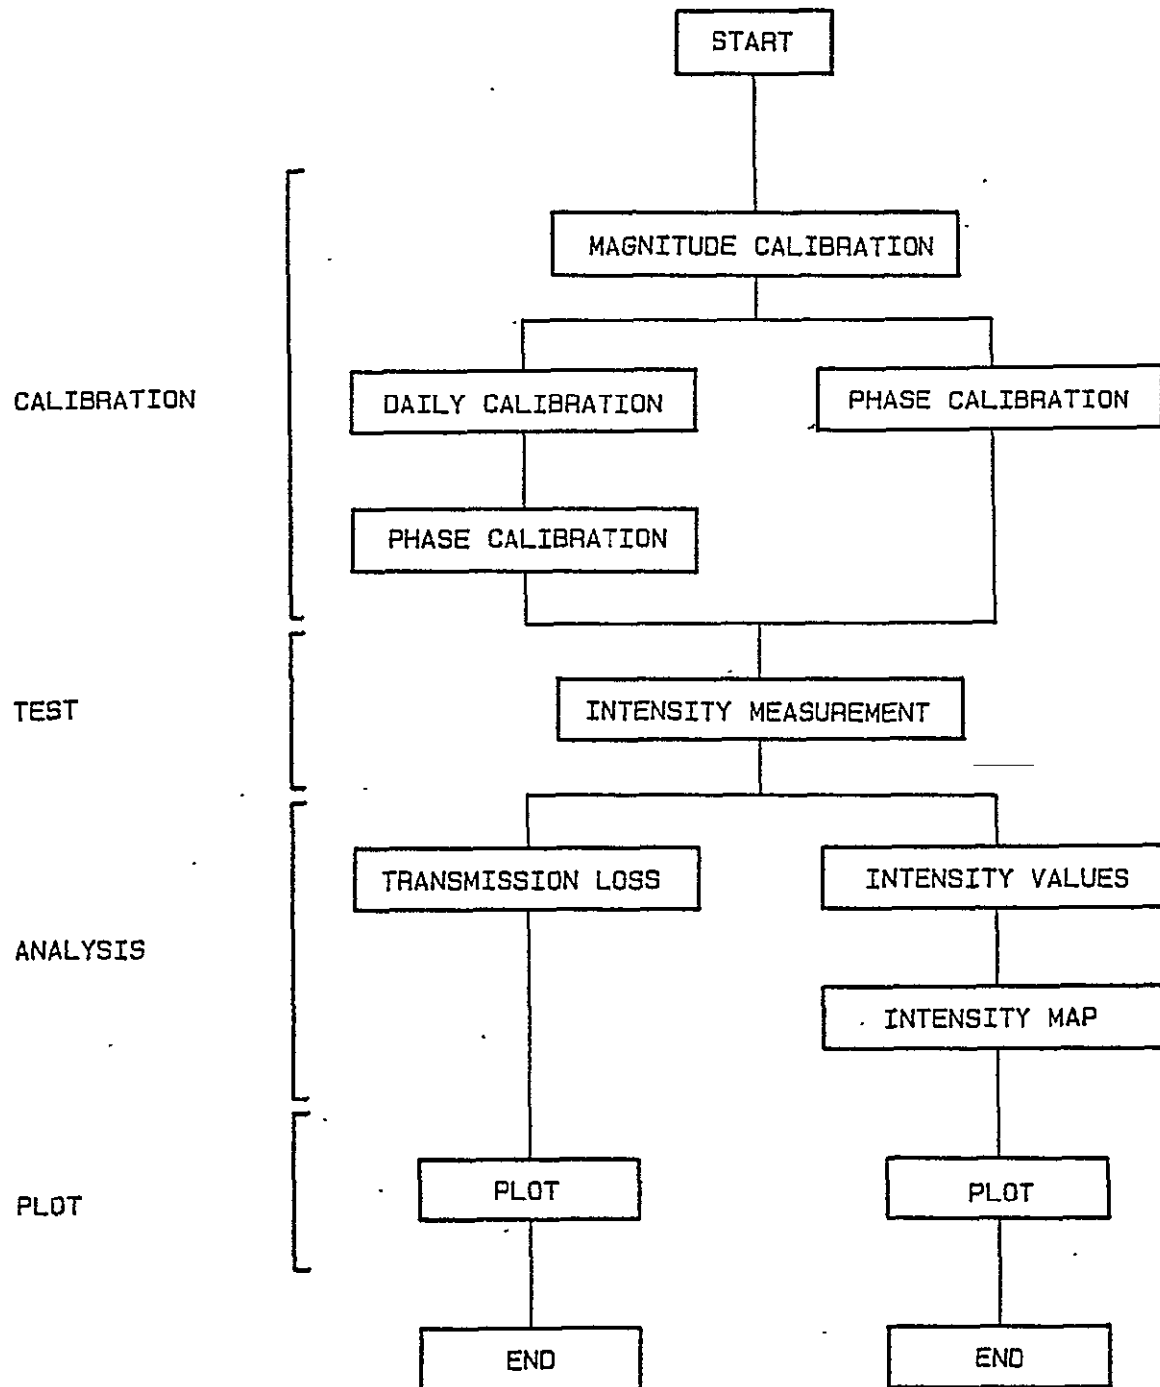 START
MAGNITUDE CALIBRATION
CALIBRATION
DAILY CALIBRATION
PHASE CALIBRATION
PHASE CALIBRATION
TEST
INTENSITY MEASUREMENT
TRANSMISSION LOSS
INTENSITY VALUES
ANALYSIS
INTENSITY MAP
PLOT
PLOT
PLOT
END
END